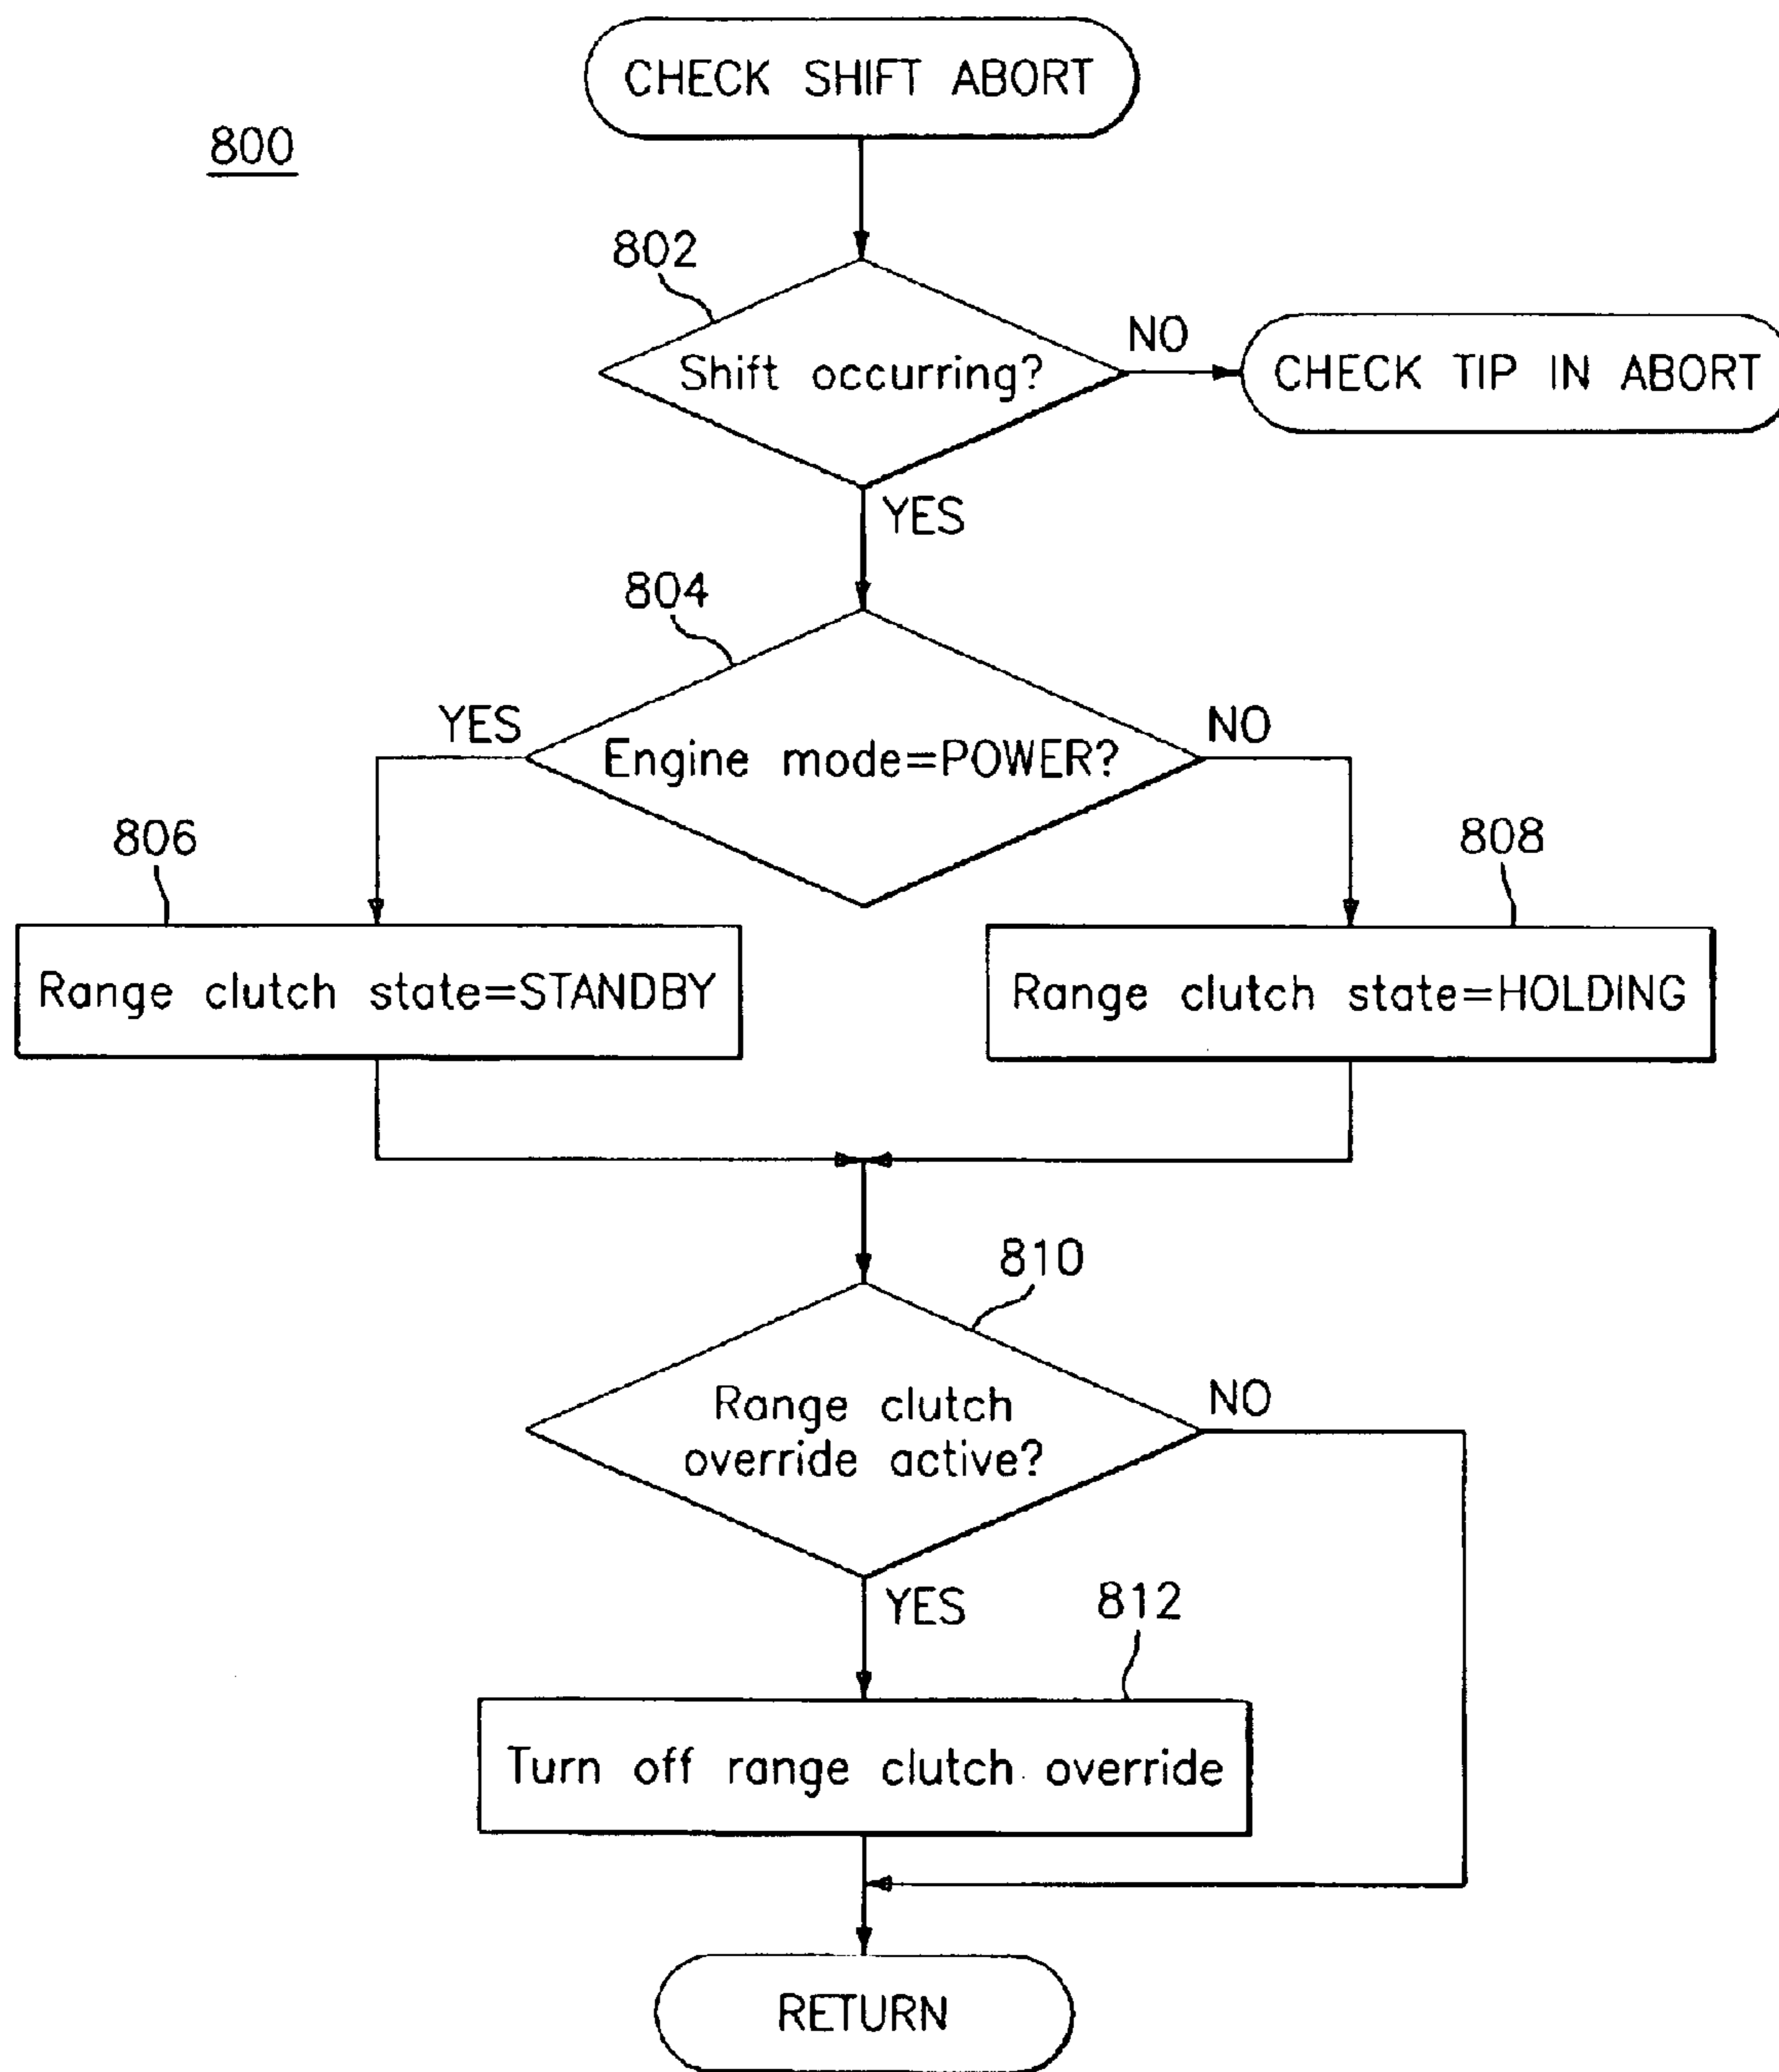 CHECK SHIFT ABORT
800
802
Shift occurring?
NO
CHECK TIP IN ABORT
YES
804
YES
Engine mode=POWER?
NO
806
808
Range clutch state=STANDBY
Range clutch state=HOLDING
810
Range clutch
override active?
NO
YES
812
Turn off range clutch override
RETURN